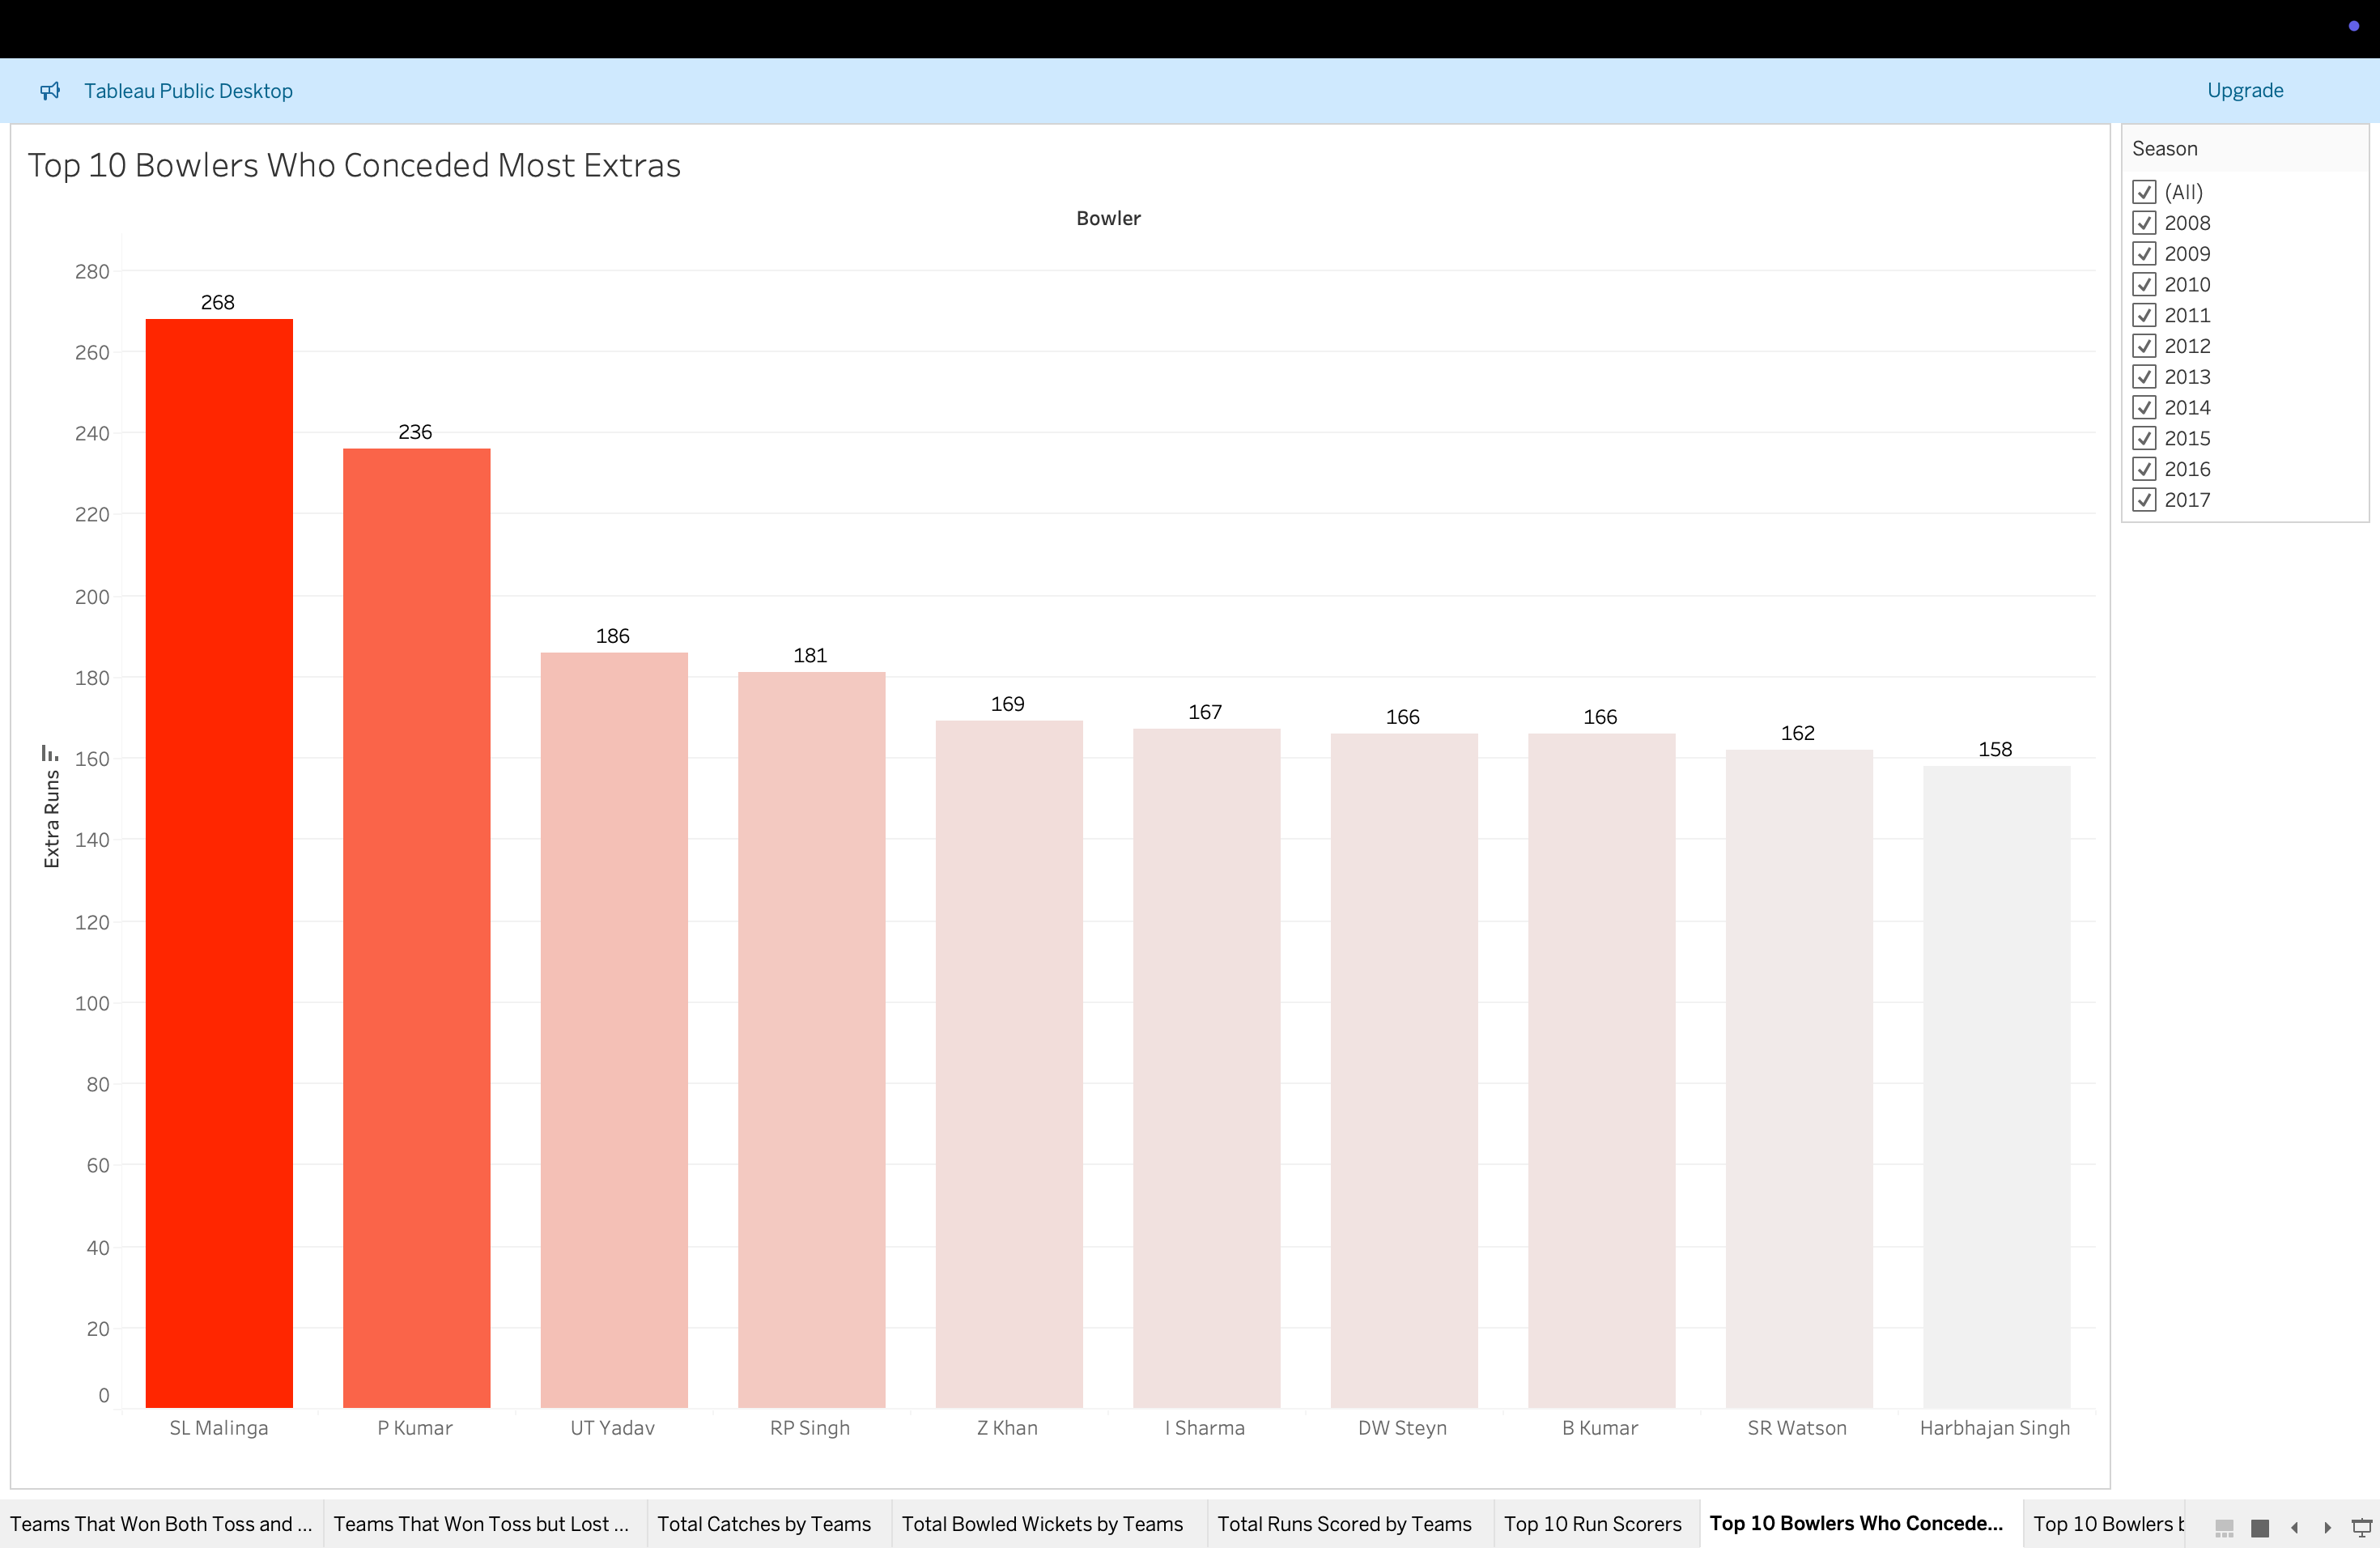 Tableau Public Desktop
Upgrade
Top 10 Bowlers Who Conceded Most Extras
Bowler
Extra Runs
280
260
240
220
200
180
160
140
120
100
80
60
40
20
0
268
236
186
181
169
167
166
166
162
158
SL Malinga
P Kumar
UT Yadav
RP Singh
Z Khan
I Sharma
DW Steyn
B Kumar
SR Watson
Harbhajan Singh
Season
(All)
2008
2009
2010
2011
2012
2013
2014
2015
2016
2017
Teams That Won Both Toss and ...
Teams That Won Toss but Lost ...
Total Catches by Teams
Total Bowled Wickets by Teams
Total Runs Scored by Teams
Top 10 Run Scorers
Top 10 Bowlers Who Concede...
Top 10 Bowlers